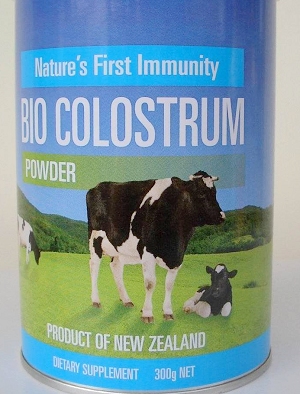 Nature's First Immunity
BIO COLOSTRUM
POWDER
PRODUCT OF NEW ZEALAND
DIETARY SUPPLEMENT 300g NET